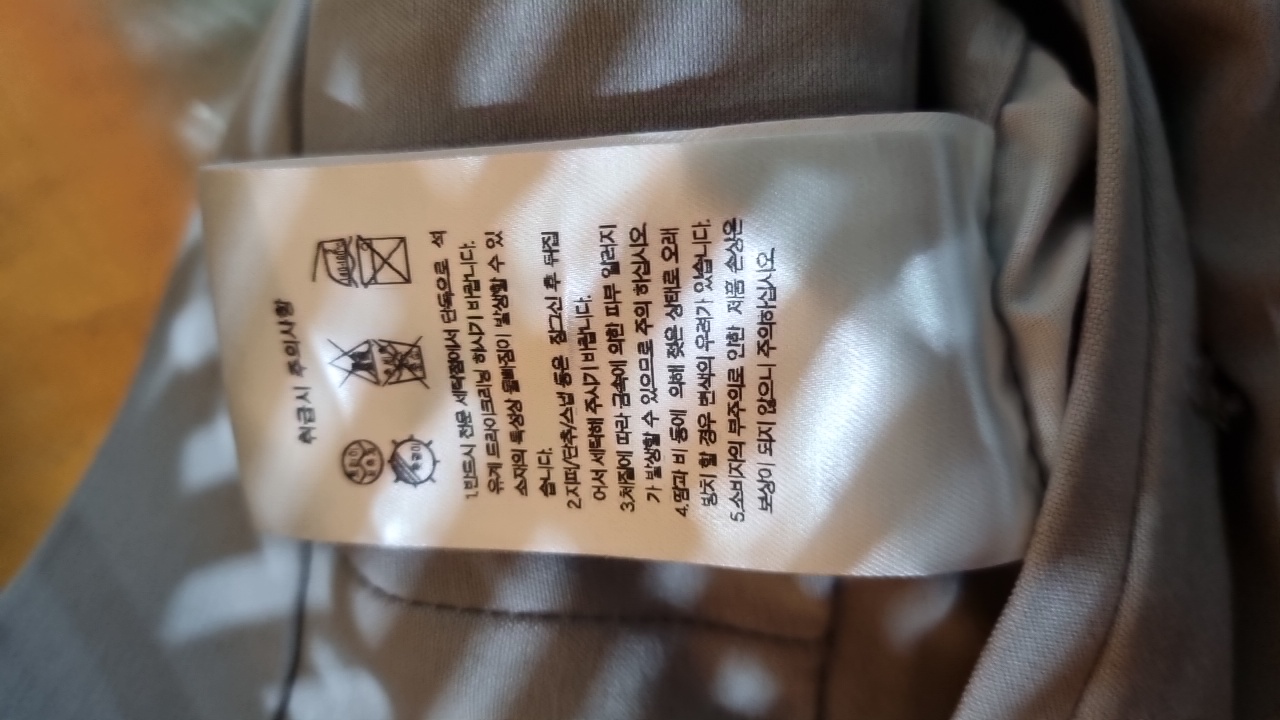 취급시 주의사항
드라이
석유계
1.반드시 전문 세탁점에서 단독으로 석
유계 드라이크리닝 하시기 바랍니다.
소재의 특성상 물빠짐이 발생할 수 있
습니다.
2.지퍼/단추/스냅 등은 잠그신 후 뒤집
어서 세탁해 주시기 바랍니다.
3.체질에 따라 금속에 의한 피부 알러지
가 발생할 수 있으므로 주의 하십시오
4.땀과 비 등에 의해 젖은 상태로 오래
방치 할 경우 변색의 우려가 있습니다.
5.소비자의 부주의로 인한 제품 손상은
보상이 되지 않으니 주의하십시오